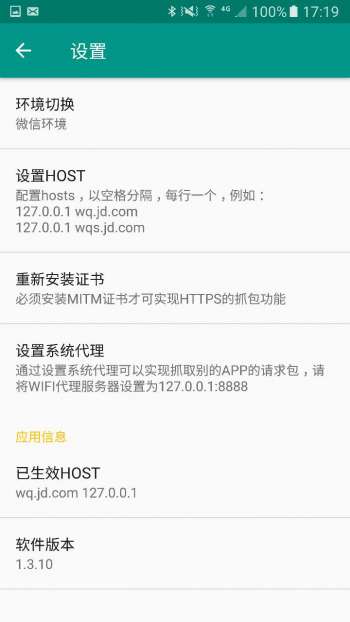 4G 100% 17:19
设置
环境切换
微信环境
设置HOST
配置hosts，以空格分隔，每行一个，例如：
127.0.0.1 wq.jd.com
127.0.0.1 wqs.jd.com
重新安装证书
必须安装MITM证书才可实现HTTPS的抓包功能
设置系统代理
通过设置系统代理可以实现抓取别的APP的请求包，请
将WIFI代理服务器设置为127.0.0.1:8888
应用信息
已生效HOST
wq.jd.com 127.0.0.1
软件版本
1.3.10